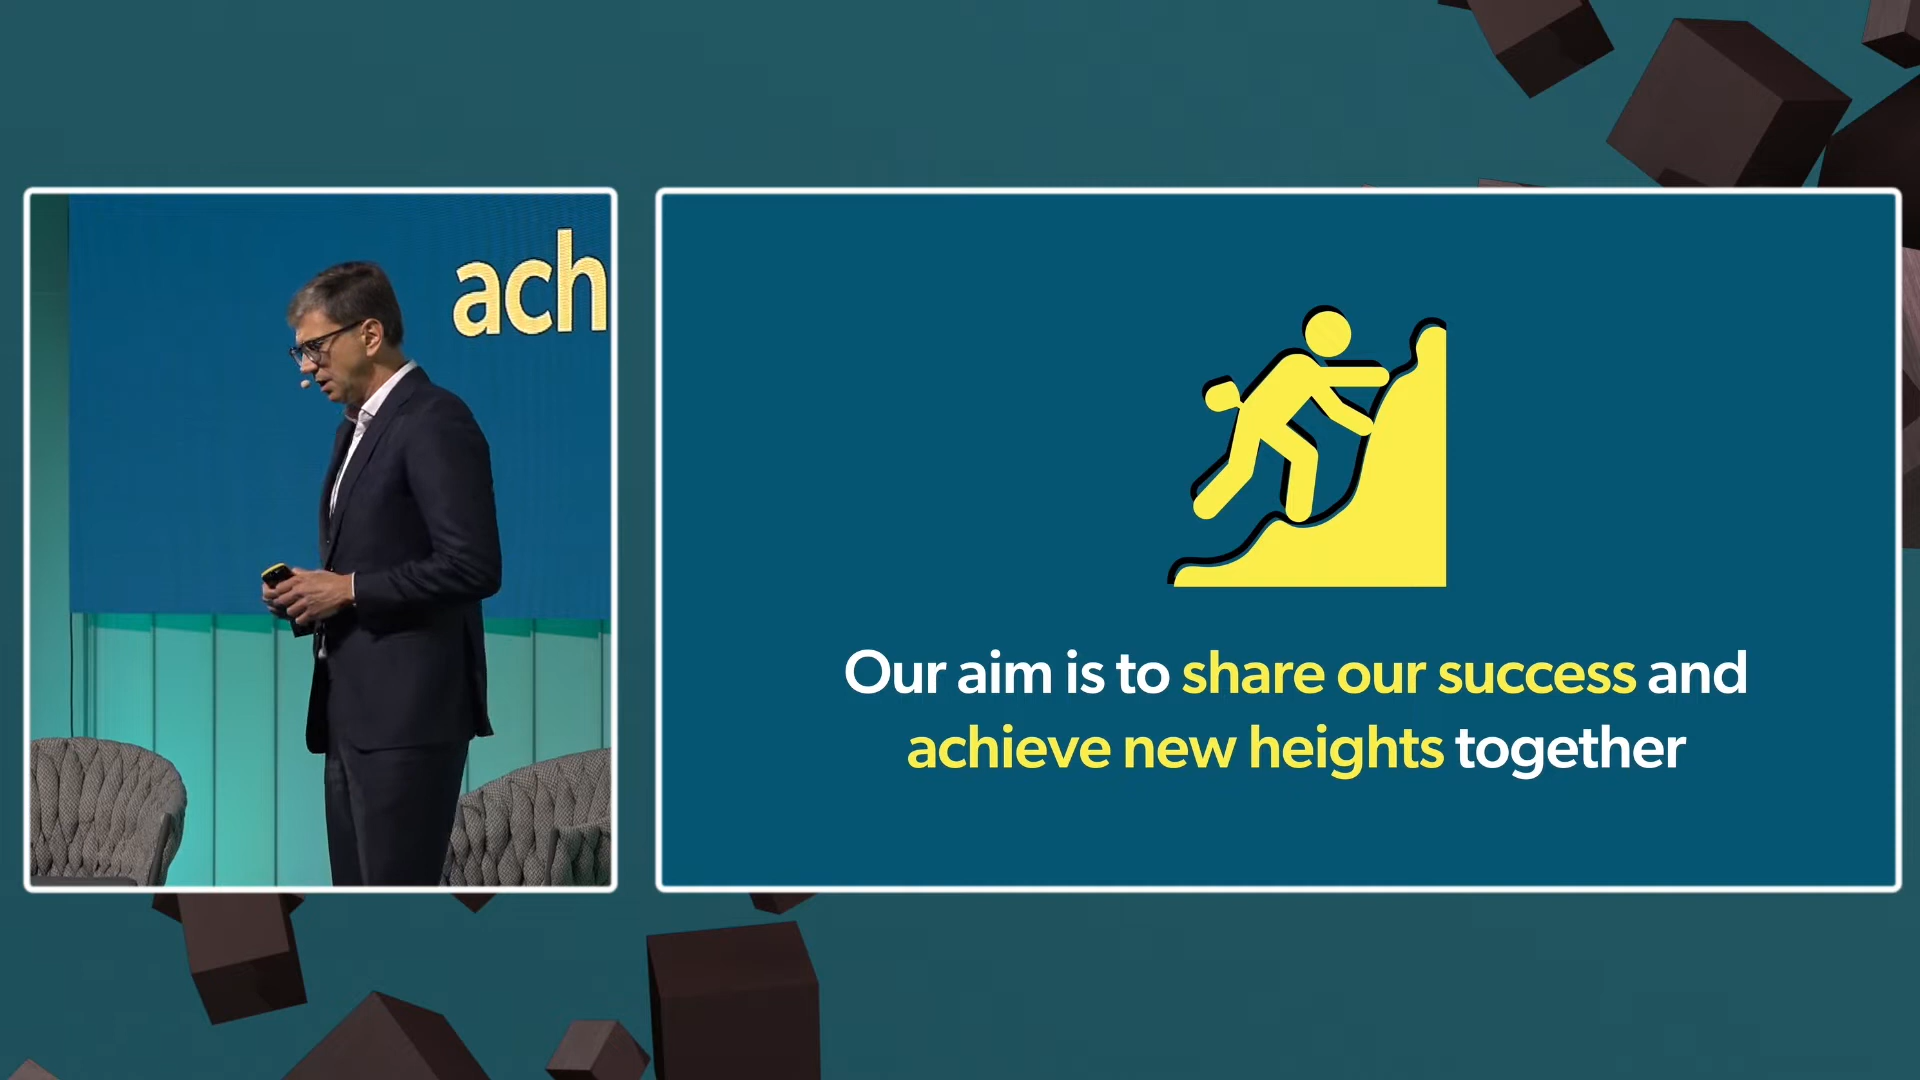 ach
Our aim is to share our success and
achieve new heights together